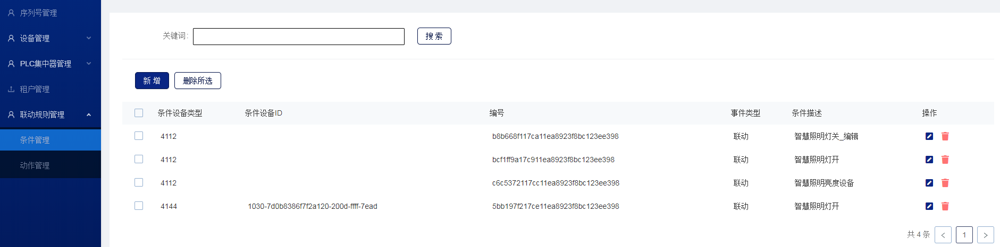 序列号管理
设备管理
PLC集中器管理
租户管理
联动规则管理
条件管理
动作管理
关键词：
搜 索
新 增 删除所选
条件设备类型 条件设备ID 编号 事件类型 条件描述 操作
4112 b8b668f117ca11ea8923f8bc123ee398 联动 智慧照明灯关_编辑
4112 bcf1ff9a17c911ea8923f8bc123ee398 联动 智慧照明灯开
4112 c6c5372117cc11ea8923f8bc123ee398 联动 智慧照明亮度设备
4144 1030-7d0b8386f7f2a120-200d-ffff-7ead 5bb197f217ce11ea8923f8bc123ee398 联动 智慧照明灯开
共 4 条 < 1 >